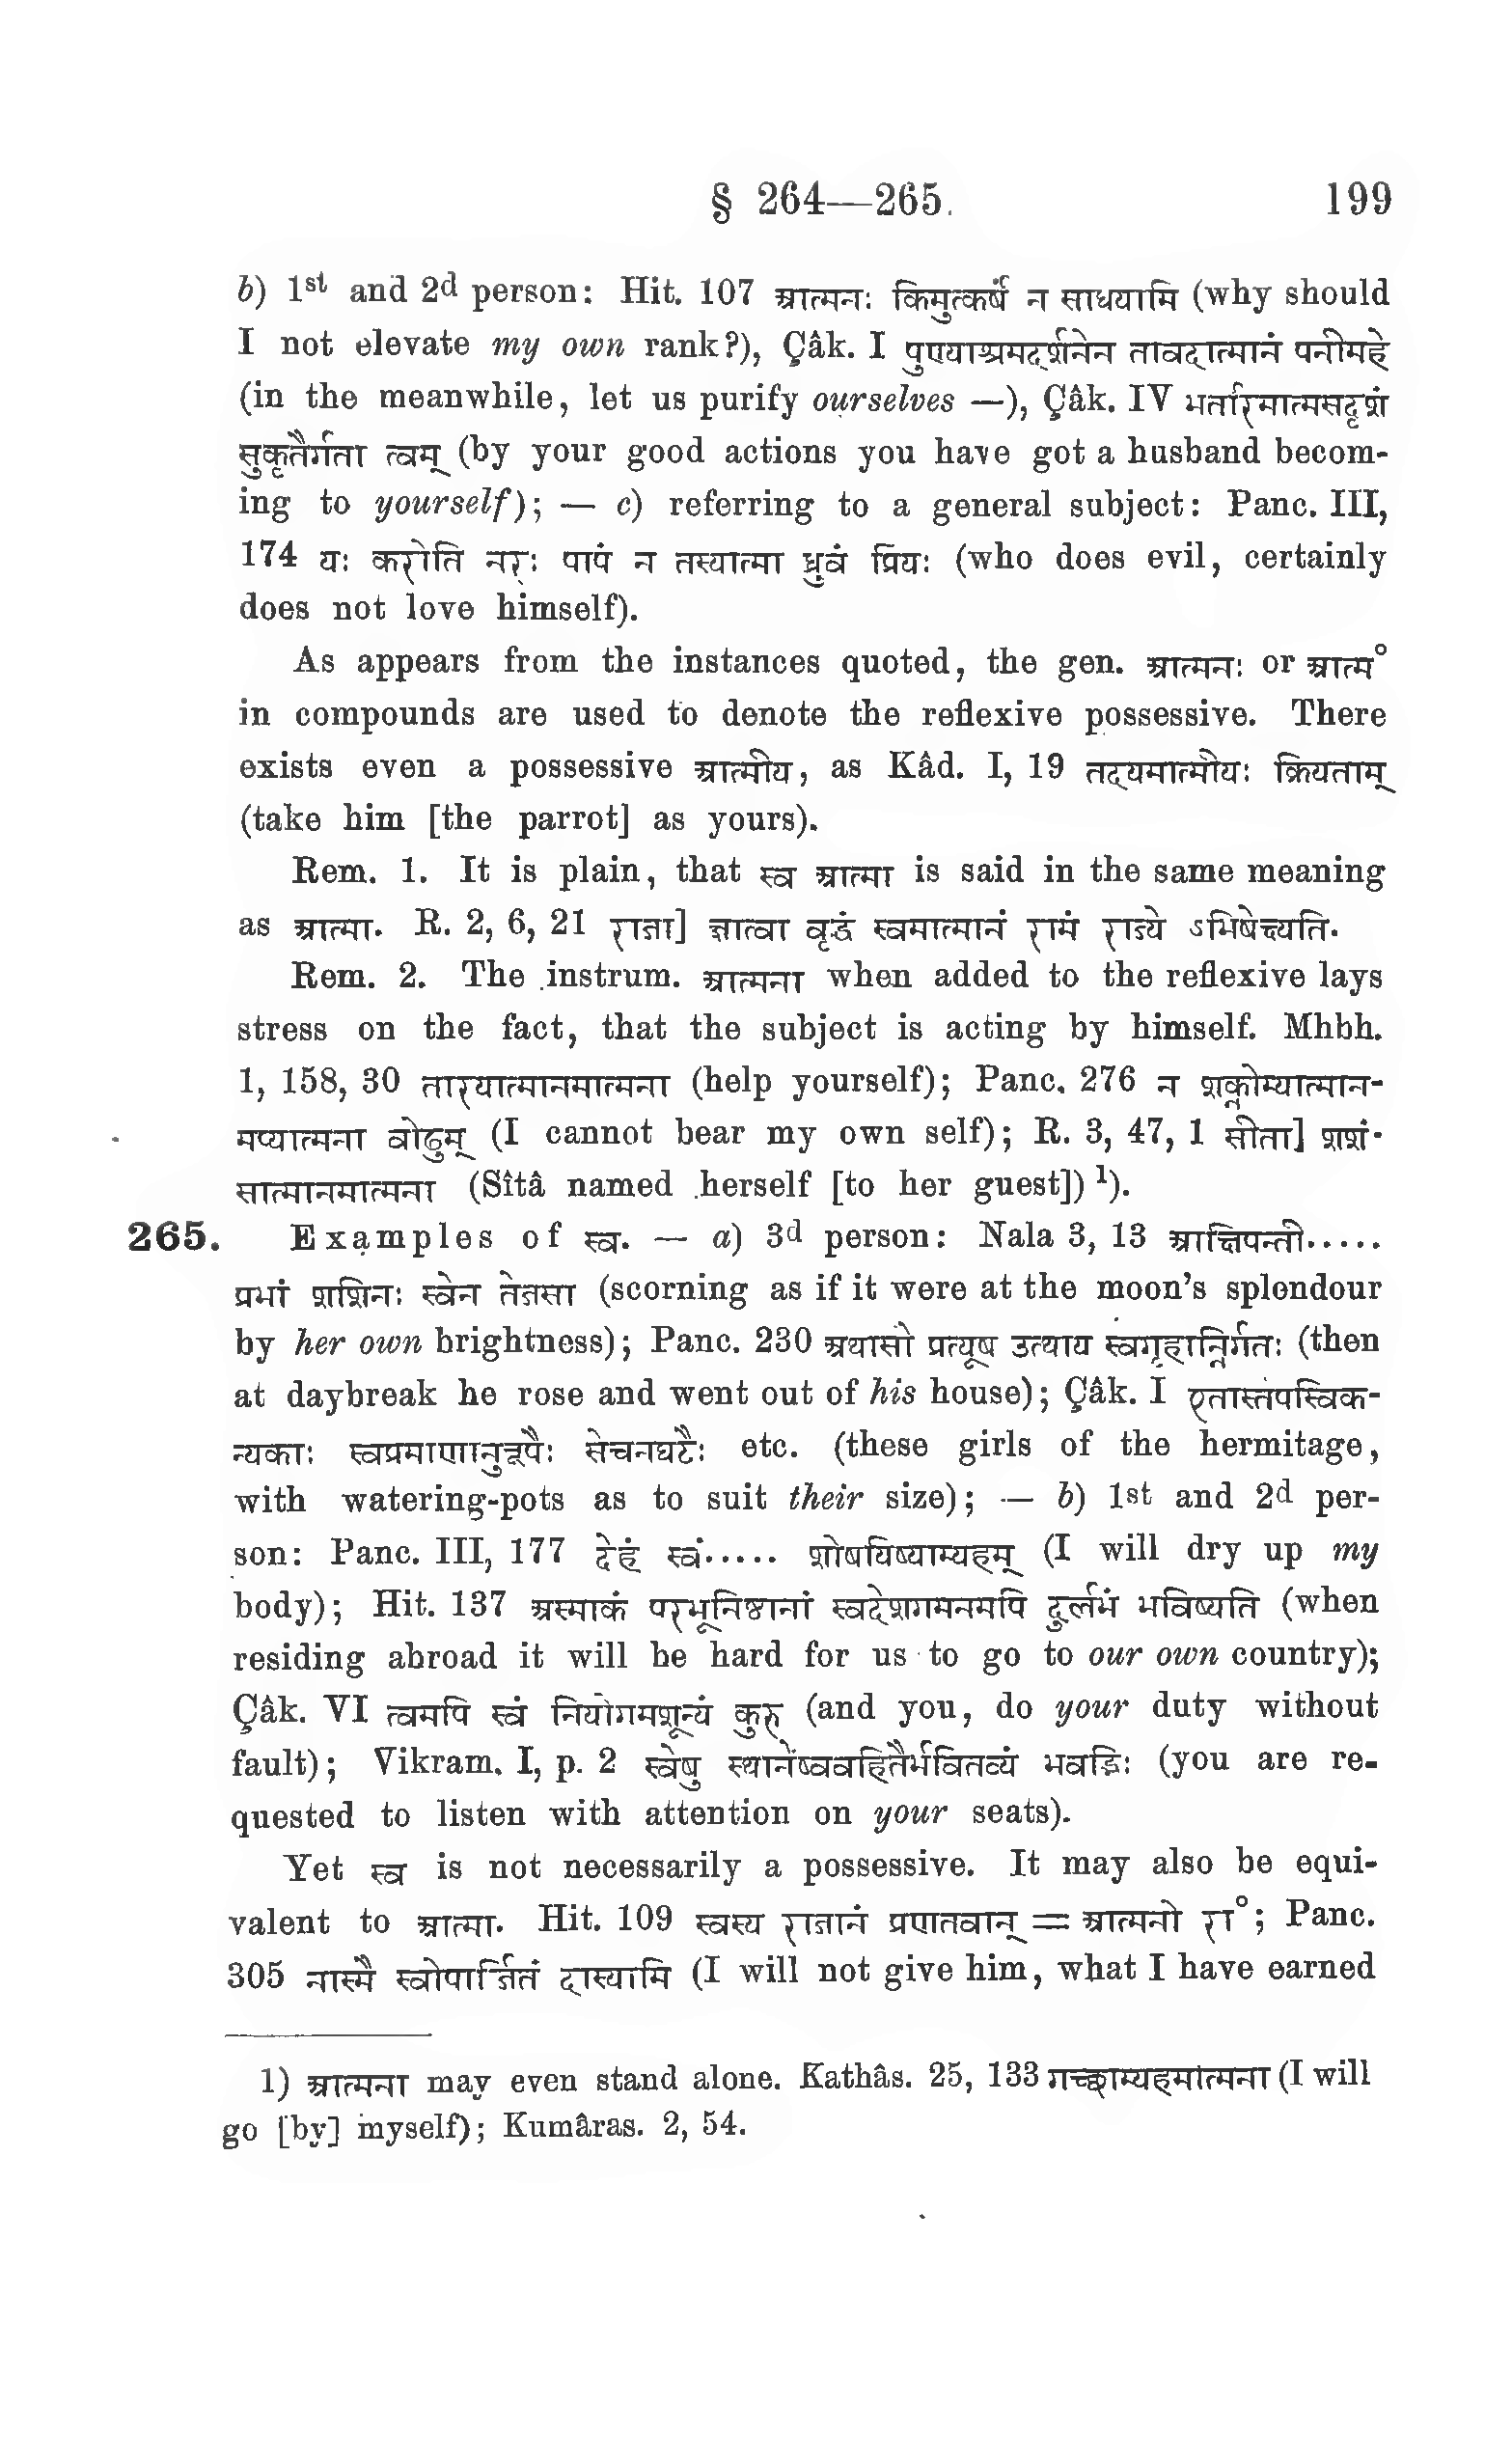 § 264—265. 199
b) 1st and 2d person: Hit. 107 आत्मनः किमुत्कर्षं न साधयामि (why should
I not elevate my own rank?), Çâk. I पुण्याश्रमदर्शनेन तावदात्मानं पनीमहे
(in the meanwhile, let us purify ourselves —), Çâk. IV भर्तारमात्मसदृशं
सुकृतैर्गता त्वम् (by your good actions you have got a husband becom-
ing to yourself); — c) referring to a general subject: Panc. III,
174 यः करोति नरः पापं न तस्यात्मा ध्रुवं प्रियः (who does evil, certainly
does not love himself).
As appears from the instances quoted, the gen. आत्मनः or आत्म°
in compounds are used to denote the reflexive possessive. There
exists even a possessive आत्मीय, as Kâd. I, 19 तदयमात्मीयः क्रियताम्
(take him [the parrot] as yours).
Rem. 1. It is plain, that स्व आत्मा is said in the same meaning
as आत्मा. R. 2, 6, 21 राजा] ज्ञात्वा वृद्धं स्वमात्मानं रामं राज्ये ऽभिषेच्यति.
Rem. 2. The instrum. आत्मना when added to the reflexive lays
stress on the fact, that the subject is acting by himself. Mhbh.
1, 158, 30 तारयात्मानमात्मना (help yourself); Panc. 276 न शक्नोम्यात्मान-
मप्यात्मना वोढुम् (I cannot bear my own self); R. 3, 47, 1 सीता] शशं-
सात्मानमात्मना (Sîtâ named herself [to her guest]) 1).
265. Examples of स्व. — a) 3d person: Nala 3, 13 आक्षिपन्ती.....
प्रभां शशिनः स्वेन तेजसा (scorning as if it were at the moon's splendour
by her own brightness); Panc. 230 अथासौ प्रत्यूष उत्थाय स्वगृहान्निर्गतः (then
at daybreak he rose and went out of his house); Çâk. I एतास्तपस्विक-
न्यकाः स्वप्रमाणानुरूपैः सेचनघटैः etc. (these girls of the hermitage,
with watering-pots as to suit their size); — b) 1st and 2d per-
son: Panc. III, 177 देहं स्वं..... शोषयिष्याम्यहम् (I will dry up my
body); Hit. 137 अस्माकं परभूनिष्ठानां स्वदेशगमनमपि दुर्लभं भविष्यति (when
residing abroad it will be hard for us to go to our own country);
Çâk. VI त्वमपि स्वं नियोगमशून्यं कुरु (and you, do your duty without
fault); Vikram. I, p. 2 स्वेषु स्थानेष्ववहितैर्भवितव्यं भवद्भिः (you are re-
quested to listen with attention on your seats).
Yet स्व is not necessarily a possessive. It may also be equi-
valent to आत्मा. Hit. 109 स्वस्य राजानं प्रणतवान् = आत्मनो रा°; Panc.
305 नास्मै स्वोपार्जितं दास्यामि (I will not give him, what I have earned
1) आत्मना may even stand alone. Kathâs. 25, 133 गच्छाम्यहमात्मना (I will
go [by] myself); Kumâras. 2, 54.